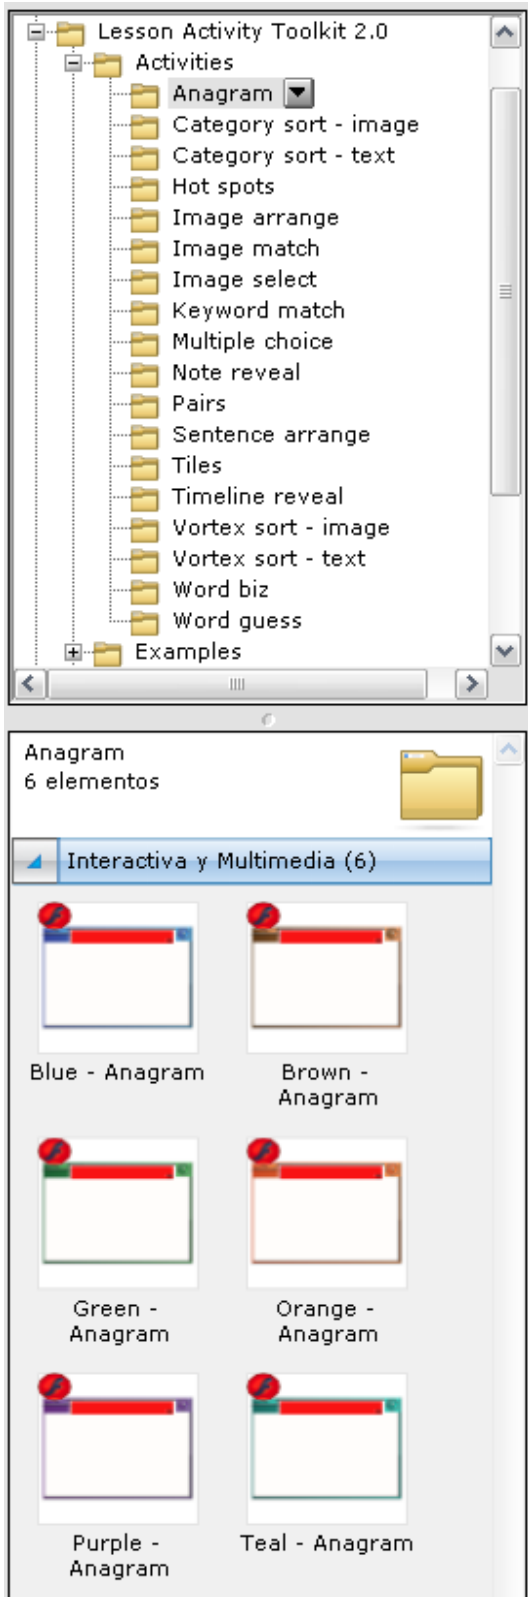 Lesson Activity Toolkit 2.0
Activities
Anagram
Category sort - image
Category sort - text
Hot spots
Image arrange
Image match
Image select
Keyword match
Multiple choice
Note reveal
Pairs
Sentence arrange
Tiles
Timeline reveal
Vortex sort - image
Vortex sort - text
Word biz
Word guess
Examples
Anagram
6 elementos
Interactiva y Multimedia (6)
Blue - Anagram
Brown -
Anagram
Green -
Anagram
Orange -
Anagram
Purple -
Anagram
Teal - Anagram